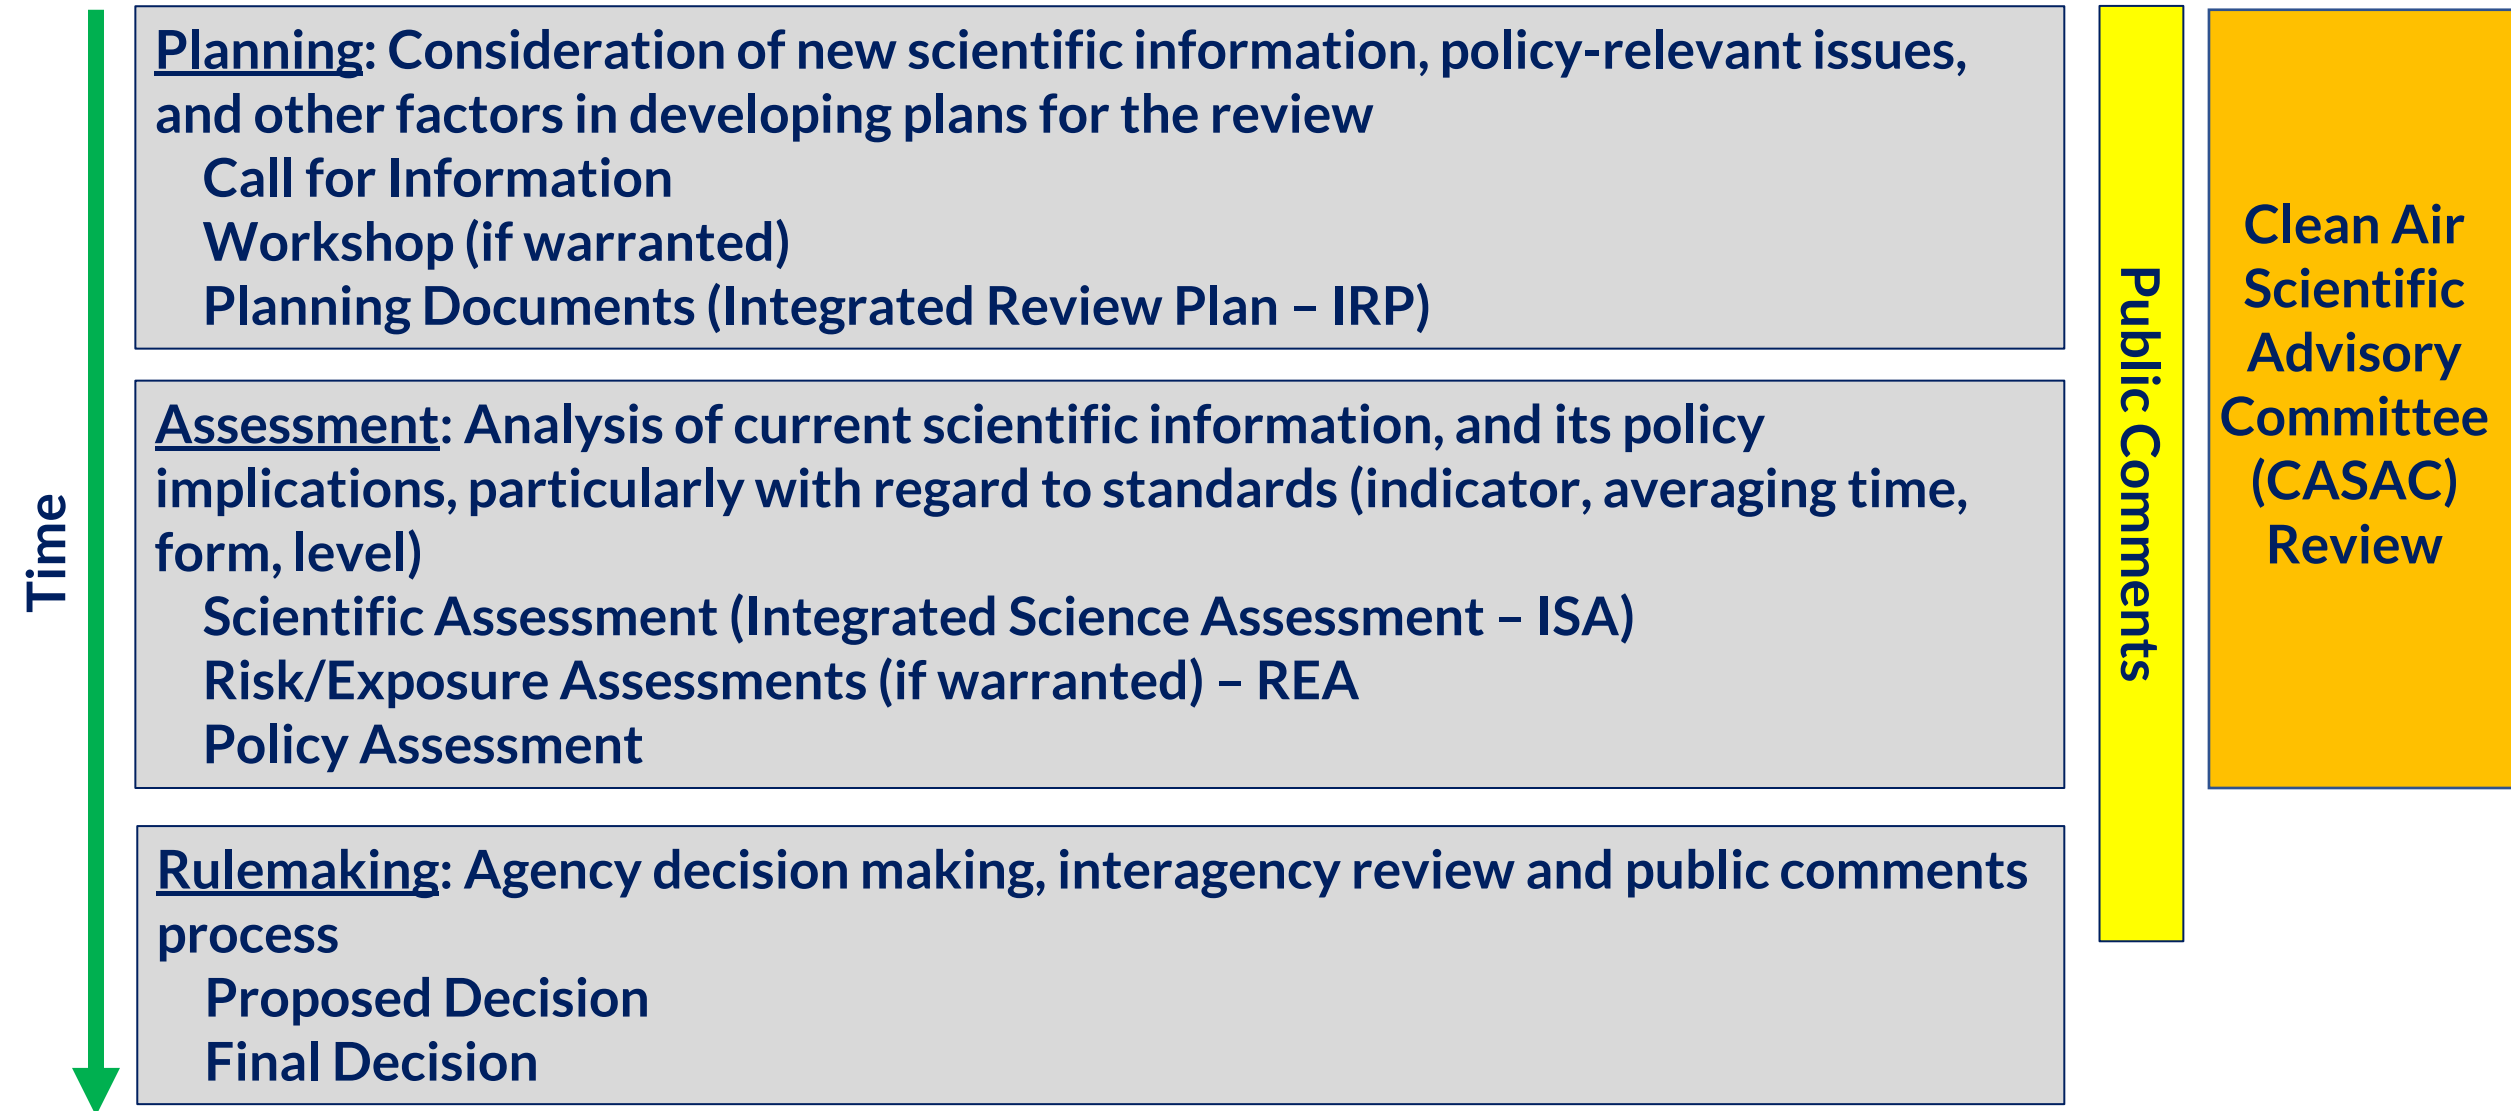 Time
Planning: Consideration of new scientific information, policy-relevant issues,
and other factors in developing plans for the review
Call for Information
Workshop (if warranted)
Planning Documents (Integrated Review Plan – IRP)
Assessment: Analysis of current scientific information, and its policy
implications, particularly with regard to standards (indicator, averaging time,
form, level)
Scientific Assessment (Integrated Science Assessment – ISA)
Risk/Exposure Assessments (if warranted) – REA
Policy Assessment
Rulemaking: Agency decision making, interagency review and public comments
process
Proposed Decision
Final Decision
Public Comments
Clean Air
Scientific
Advisory
Committee
(CASAC)
Review